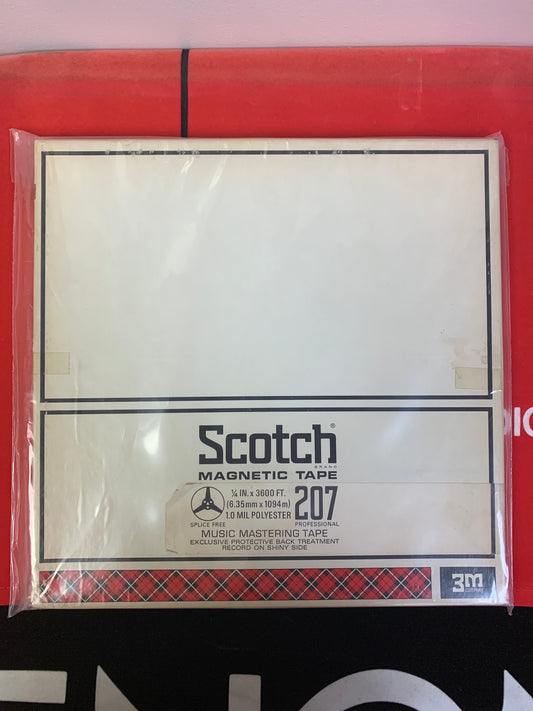 Scotch®
BRAND
MAGNETIC TAPE
SPLICE FREE
¼ IN. x 3600 FT.
(6.35mm x 1094m)
1.0 MIL POLYESTER
207
PROFESSIONAL
MUSIC MASTERING TAPE
EXCLUSIVE PROTECTIVE BACK TREATMENT
RECORD ON SHINY SIDE
3M
COMPANY